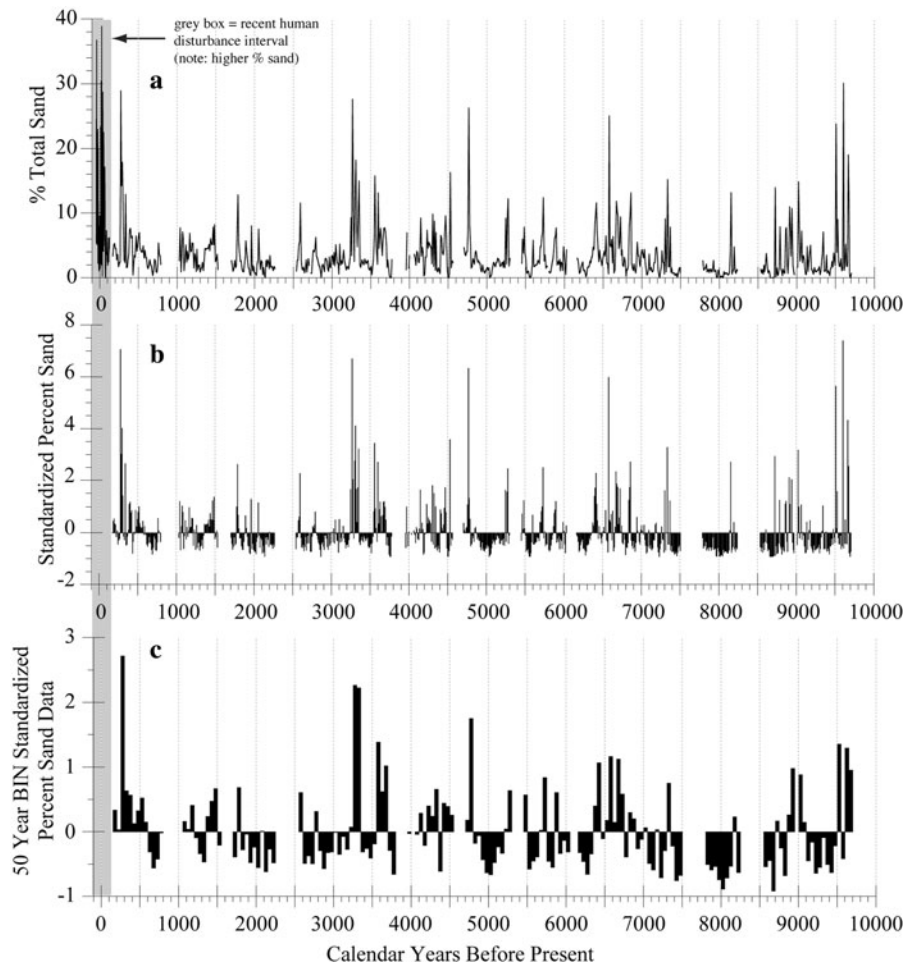 40
30
20
10
0
% Total Sand
grey box = recent human
disturbance interval
(note: higher % sand)
a
0 1000 2000 3000 4000 5000 6000 7000 8000 9000 10000
8
6
4
2
0
-2
Standardized Percent Sand
b
0 1000 2000 3000 4000 5000 6000 7000 8000 9000 10000
3
2
1
0
-1
50 Year BIN Standardized
Percent Sand Data
c
0 1000 2000 3000 4000 5000 6000 7000 8000 9000 10000
Calendar Years Before Present